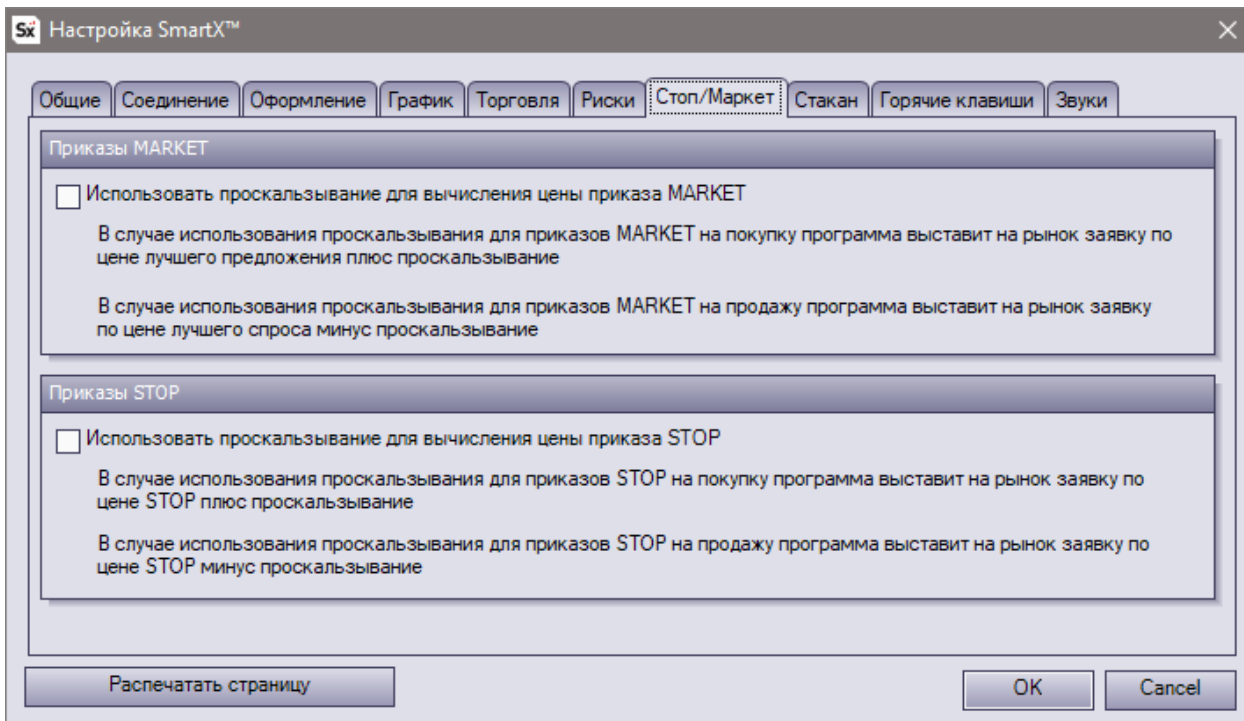 Sx Настройка SmartX™
Общие Соединение Оформление График Торговля Риски Стоп/Маркет Стакан Горячие клавиши Звуки
Приказы MARKET
Использовать проскальзывание для вычисления цены приказа MARKET
В случае использования проскальзывания для приказов MARKET на покупку программа выставит на рынок заявку по
цене лучшего предложения плюс проскальзывание
В случае использования проскальзывания для приказов MARKET на продажу программа выставит на рынок заявку
по цене лучшего спроса минус проскальзывание
Приказы STOP
Использовать проскальзывание для вычисления цены приказа STOP
В случае использования проскальзывания для приказов STOP на покупку программа выставит на рынок заявку по
цене STOP плюс проскальзывание
В случае использования проскальзывания для приказов STOP на продажу программа выставит на рынок заявку по
цене STOP минус проскальзывание
Распечатать страницу OK Cancel